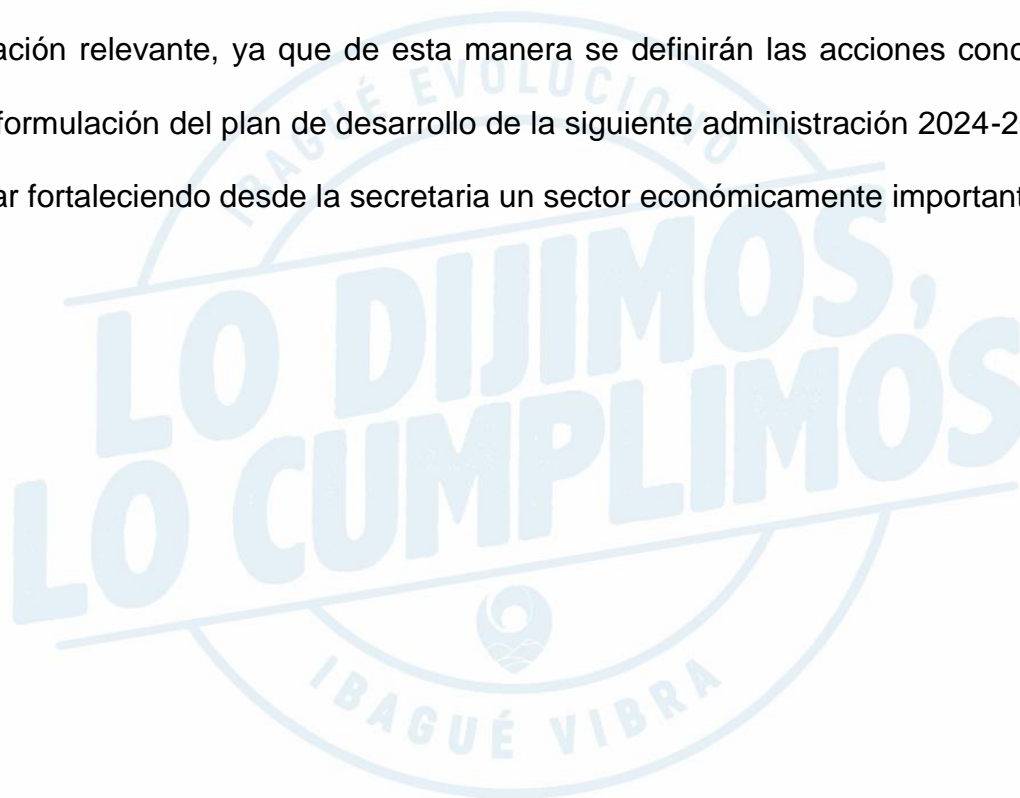 ación relevante, ya que de esta manera se definirán las acciones conc
formulación del plan de desarrollo de la siguiente administración 2024-2
ar fortaleciendo desde la secretaria un sector económicamente important
IBAGUÉ EVOLUCIONO
LO DIJIMOS,
LO CUMPLIMOS
IBAGUÉ VIBRA